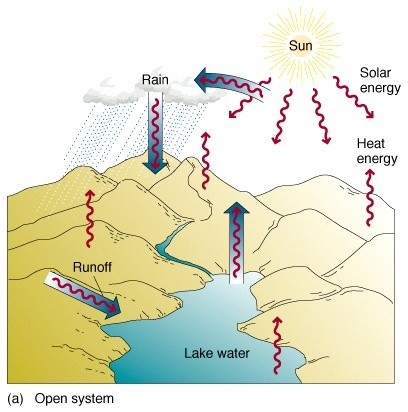 Sun
Rain
Solar
energy
Heat
energy
Runoff
Lake water
(a) Open system